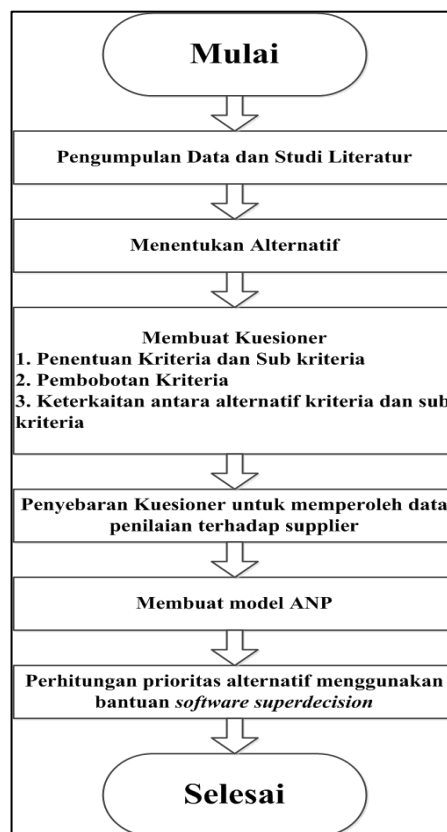 Mulai
Pengumpulan Data dan Studi Literatur
Menentukan Alternatif
Membuat Kuesioner
1. Penentuan Kriteria dan Sub kriteria
2. Pembobotan Kriteria
3. Keterkaitan antara alternatif kriteria dan sub
kriteria
Penyebaran Kuesioner untuk memperoleh data
penilaian terhadap supplier
Membuat model ANP
Perhitungan prioritas alternatif menggunakan
bantuan software superdecision
Selesai